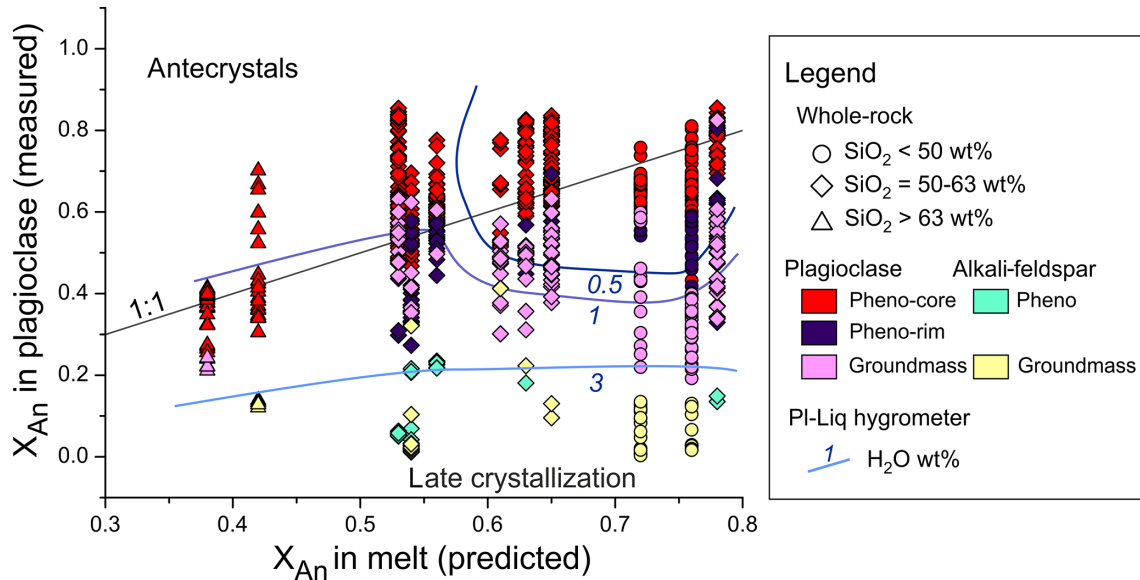 X_An in plagioclase (measured)
1.0
0.8
0.6
0.4
0.2
0.0
Antecrystals
1:1
0.5
1
3
Late crystallization
0.3
0.4
0.5
0.6
0.7
0.8
X_An in melt (predicted)
Legend
Whole-rock
SiO₂ < 50 wt%
SiO₂ = 50-63 wt%
SiO₂ > 63 wt%
Plagioclase
Alkali-feldspar
Pheno-core
Pheno
Pheno-rim
Groundmass
Groundmass
Pl-Liq hygrometer
1
H₂O wt%